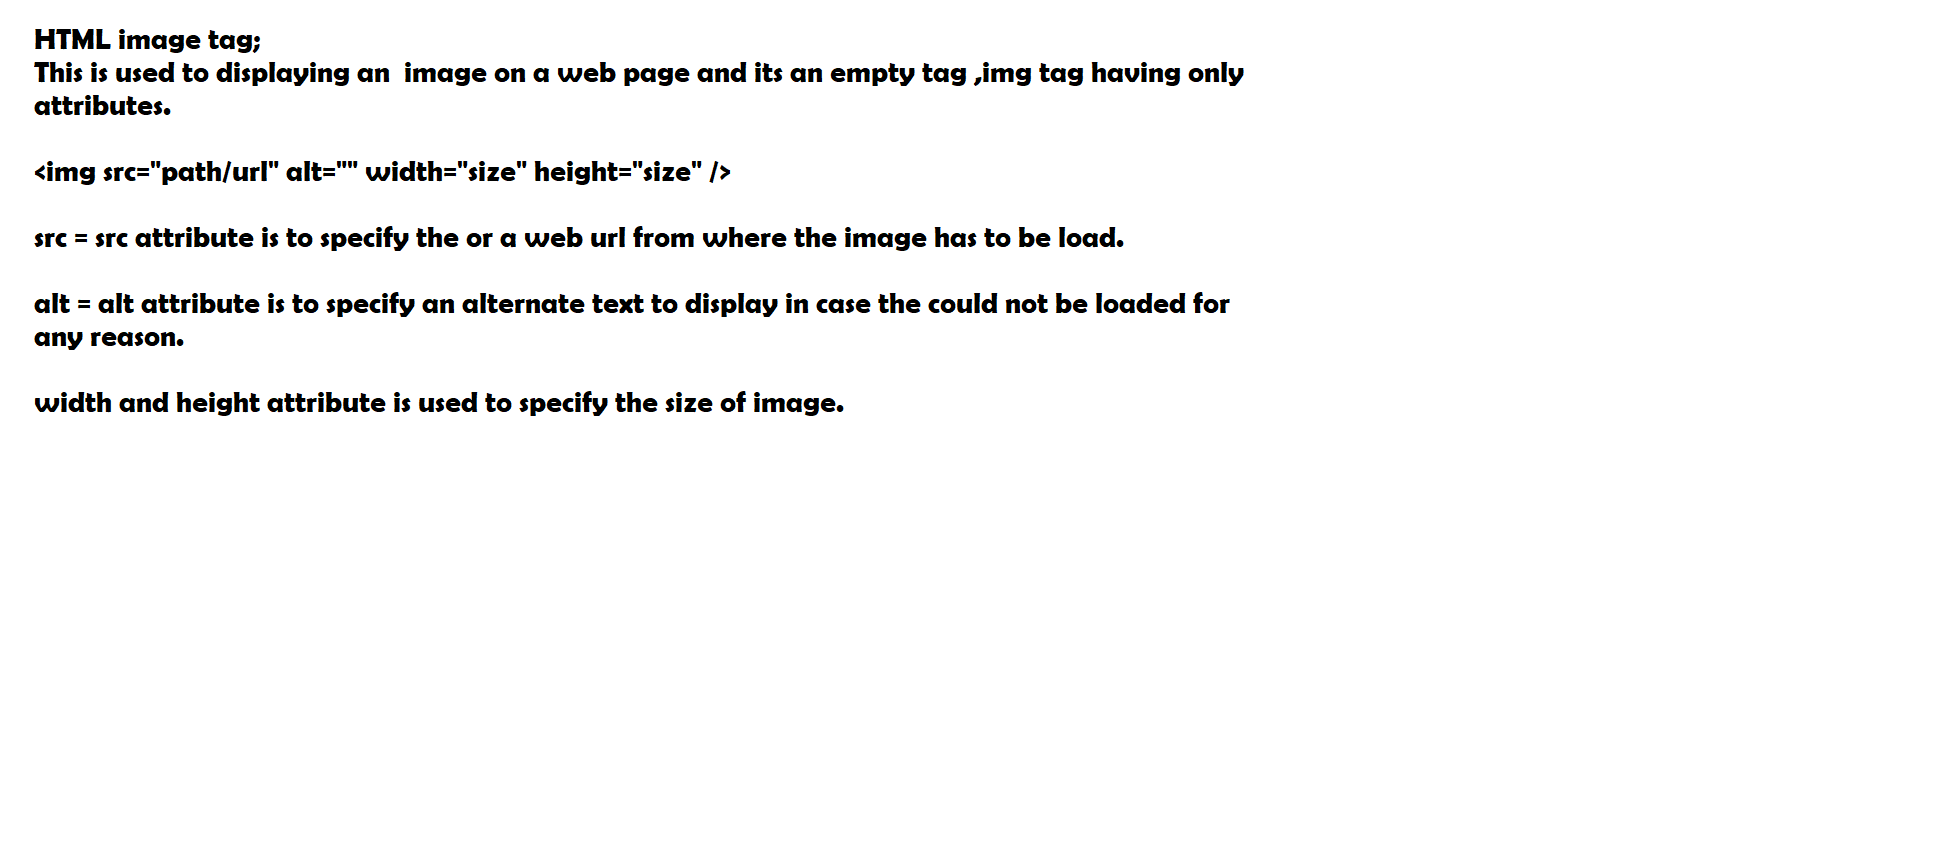 HTML image tag;
This is used to displaying an  image on a web page and its an empty tag ,img tag having only
attributes.
<img src="path/url" alt="" width="size" height="size" />
src = src attribute is to specify the or a web url from where the image has to be load.
alt = alt attribute is to specify an alternate text to display in case the could not be loaded for
any reason.
width and height attribute is used to specify the size of image.